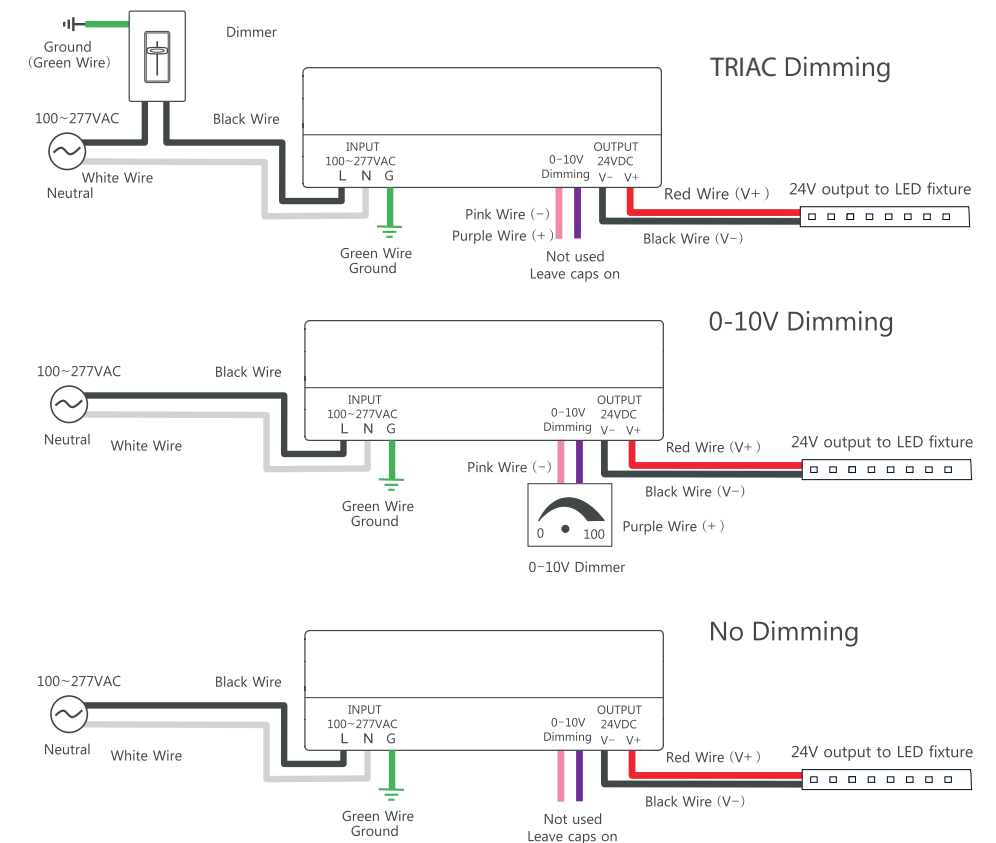 Dimmer
TRIAC Dimming
Ground
(Green Wire)
100~277VAC
Black Wire
INPUT
100~277VAC
L N G
0-10V
Dimming
OUTPUT
24VDC
V- V+
White Wire
Neutral
Red Wire (V+)
24V output to LED fixture
Pink Wire (-)
Purple Wire (+)
Black Wire (V-)
Green Wire
Ground
Not used
Leave caps on
0-10V Dimming
100~277VAC
Black Wire
INPUT
100~277VAC
L N G
0-10V
Dimming
OUTPUT
24VDC
V- V+
Neutral
White Wire
Red Wire (V+)
24V output to LED fixture
Pink Wire (-)
Black Wire (V-)
Green Wire
Ground
0 100
Purple Wire (+)
0-10V Dimmer
No Dimming
100~277VAC
Black Wire
INPUT
100~277VAC
L N G
0-10V
Dimming
OUTPUT
24VDC
V- V+
Neutral
White Wire
Red Wire (V+)
24V output to LED fixture
Black Wire (V-)
Green Wire
Ground
Not used
Leave caps on